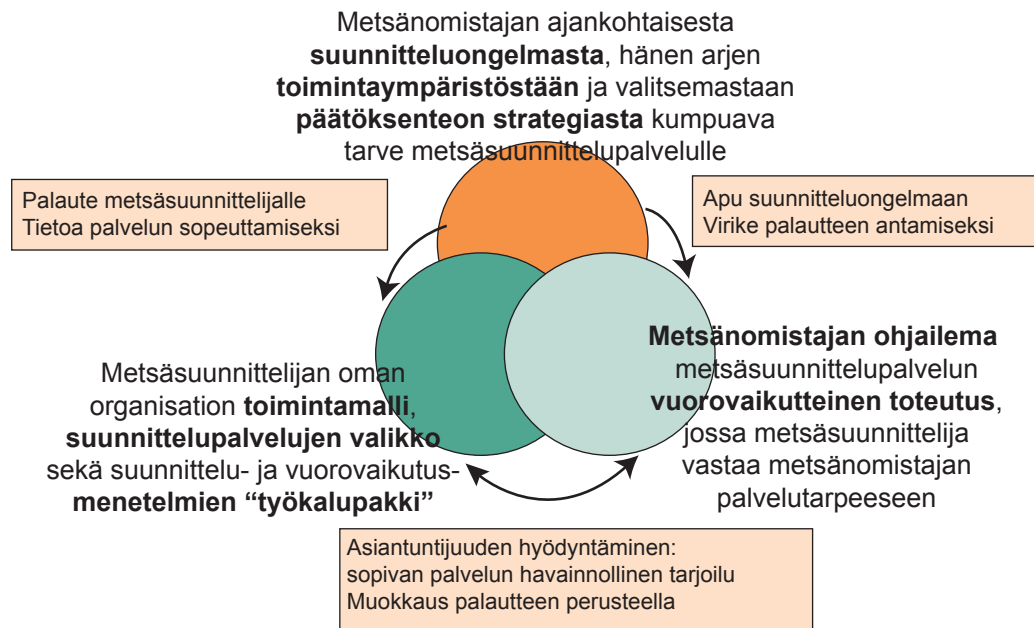 Metsänomistajan ajankohtaisesta
suunnitteluongelmasta, hänen arjen
toimintaympäristöstään ja valitsemastaan
päätöksenteon strategiasta kumpuava
tarve metsäsuunnittelupalvelulle
Palaute metsäsuunnittelijalle
Tietoa palvelun sopeuttamiseksi
Apu suunnitteluongelmaan
Virike palautteen antamiseksi
Metsäsuunnittelijan oman
organisation toimintamalli,
suunnittelupalvelujen valikko
sekä suunnittelu- ja vuorovaikutus-
menetelmien “työkalupakki”
Metsänomistajan ohjailema
metsäsuunnittelupalvelun
vuorovaikutteinen toteutus,
jossa metsäsuunnittelija
vastaa metsänomistajan
palvelutarpeeseen
Asiantuntijuuden hyödyntäminen:
sopivan palvelun havainnollinen tarjoilu
Muokkaus palautteen perusteella